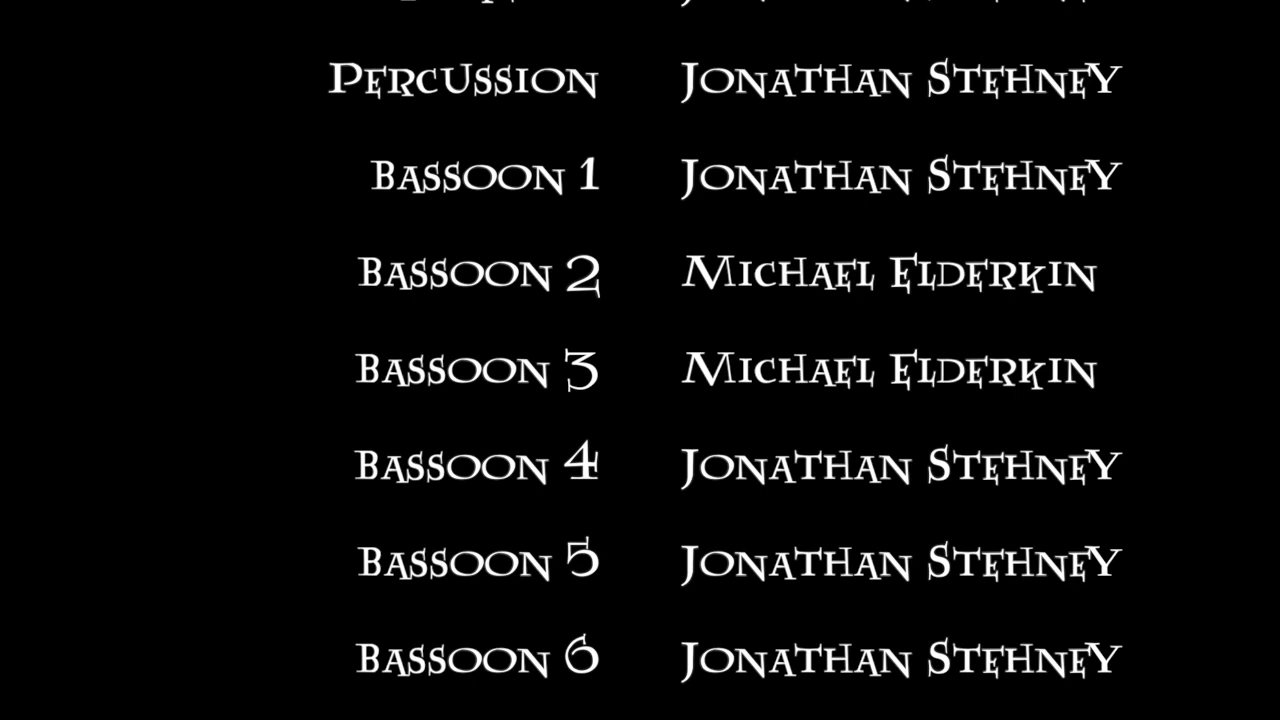 Percussion Jonathan Stehney
Bassoon 1 Jonathan Stehney
Bassoon 2 Michael Elderkin
Bassoon 3 Michael Elderkin
Bassoon 4 Jonathan Stehney
Bassoon 5 Jonathan Stehney
Bassoon 6 Jonathan Stehney